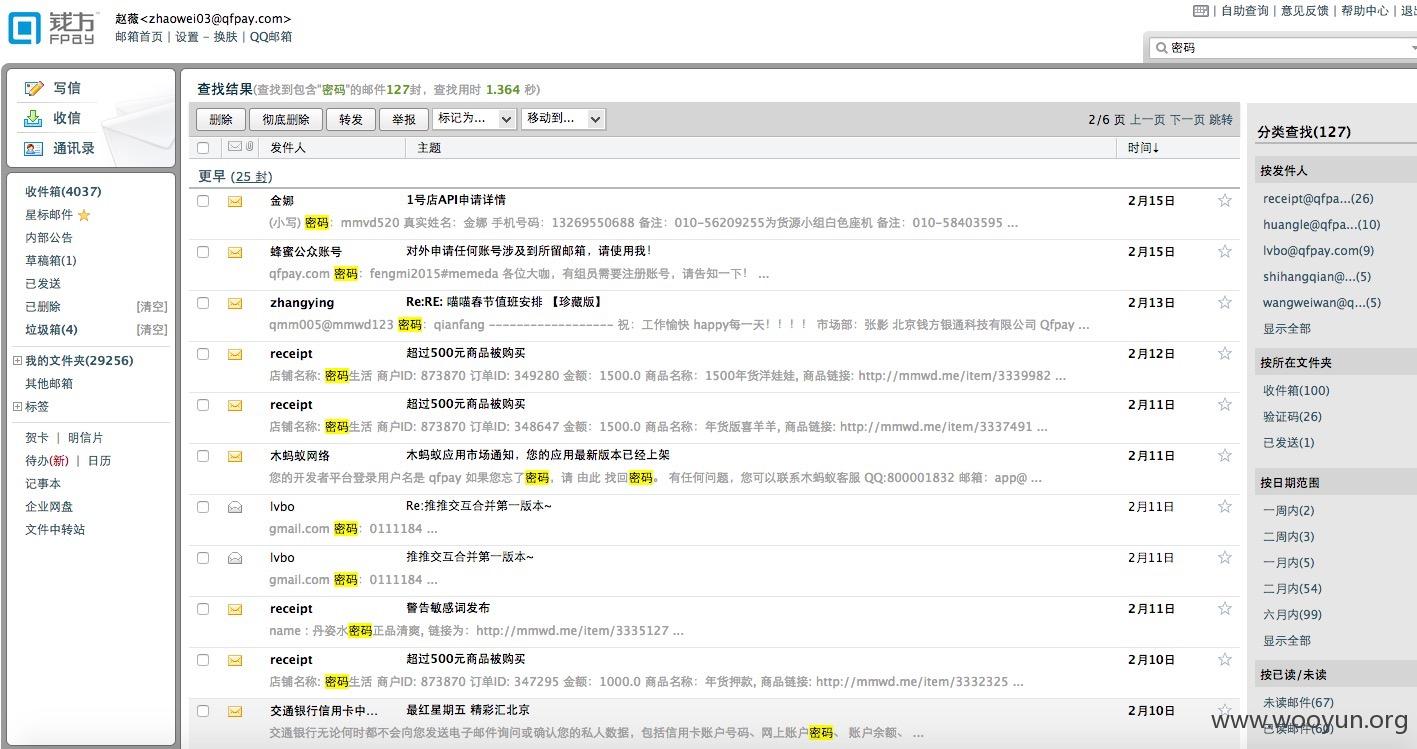 钱方 FPay
赵薇<zhaowei03@qfpay.com>
邮箱首页 | 设置 - 换肤 | QQ邮箱
自助查询 | 意见反馈 | 帮助中心 |
密码
写信
收信
通讯录
收件箱(4037)
星标邮件
内部公告
草稿箱(1)
已发送
已删除 [清空]
垃圾箱(4) [清空]
我的文件夹(29256)
其他邮箱
标签
贺卡 | 明信片
待办(新) | 日历
记事本
企业网盘
文件中转站
查找结果(查找到包含"密码"的邮件127封，查找用时 1.364 秒)
删除 彻底删除 转发 举报 标记为... 移动到... 2/6 页 上一页 下一页 跳转
发件人 主题 时间↓
更早 (25 封)
金娜 1号店API申请详情 2月15日
(小写) 密码：mmvd520 真实姓名：金娜 手机号码：13269550688 备注：010-56209255为货源小组白色座机 备注：010-58403595 ...
蜂蜜公众账号 对外申请任何账号涉及到所留邮箱，请使用我！ 2月15日
qfpay.com 密码：fengmi2015#memeda 各位大咖，有组员需要注册账号，请告知一下！ ...
zhangying Re:RE: 喵喵春节值班安排 【珍藏版】 2月13日
qmm005@mmwd123 密码：qianfang ------------------ 祝：工作愉快 happy每一天！！！！ 市场部：张影 北京钱方银通科技有限公司 Qfpay ...
receipt 超过500元商品被购买 2月12日
店铺名称: 密码生活 商户ID: 873870 订单ID: 349280 金额：1500.0 商品名称：1500年货洋娃娃, 商品链接: http://mmwd.me/item/3339982 ...
receipt 超过500元商品被购买 2月11日
店铺名称: 密码生活 商户ID: 873870 订单ID: 348647 金额：1500.0 商品名称：年货版喜羊羊, 商品链接: http://mmwd.me/item/3337491 ...
木蚂蚁网络 木蚂蚁应用市场通知，您的应用最新版本已经上架 2月11日
您的开发者平台登录用户名是 qfpay 如果您忘了密码，请 由此 找回密码。 有任何问题，您可以联系木蚂蚁客服 QQ:800001832 邮箱：app@ ...
lvbo Re:推推交互合并第一版本~ 2月11日
gmail.com 密码：0111184 ...
lvbo 推推交互合并第一版本~ 2月11日
gmail.com 密码：0111184 ...
receipt 警告敏感词发布 2月11日
name : 丹姿水密码正品清爽, 链接为：http://mmwd.me/item/3335127 ...
receipt 超过500元商品被购买 2月10日
店铺名称: 密码生活 商户ID: 873870 订单ID: 347295 金额：1000.0 商品名称：年货押款, 商品链接: http://mmwd.me/item/3332325 ...
交通银行信用卡中... 最红星期五 精彩汇北京 2月10日
交通银行无论何时都不会向您发送电子邮件询问或确认您的私人数据，包括信用卡账户号码、网上账户密码、 账户余额、 ...
分类查找(127)
按发件人
receipt@qfpa...(26)
huangle@qfpa...(10)
lvbo@qfpay.com(9)
shihangqian@...(5)
wangweiwan@q...(5)
显示全部
按所在文件夹
收件箱(100)
验证码(26)
已发送(1)
按日期范围
一周内(2)
二周内(3)
一月内(5)
二月内(54)
六月内(99)
显示全部
按已读/未读
未读邮件(67)
已读邮件(60)
www.wooyun.org